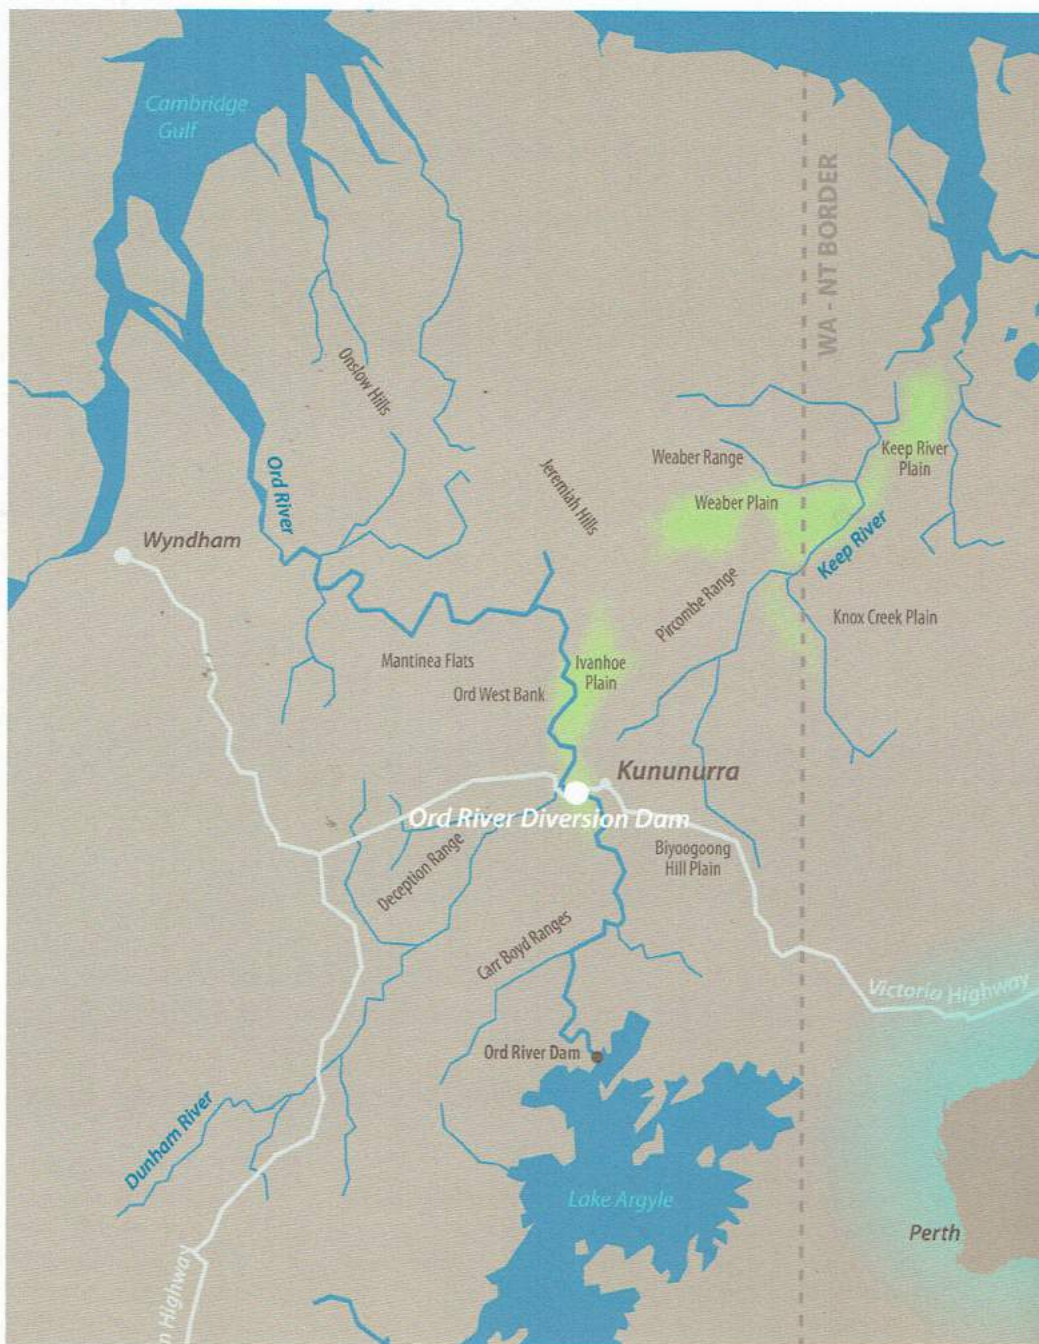 Cambridge
Gulf
WA - NT BORDER
Onslow Hills
Ord River
Jeremiah Hills
Weaber Range
Keep River
Plain
Weaber Plain
Wyndham
Keep River
Pircombe Range
Knox Creek Plain
Mantinea Flats
Ivanhoe
Plain
Ord West Bank
Kununurra
Ord River Diversion Dam
Deception Range
Biyoogoong
Hill Plain
Carr Boyd Ranges
Victoria Highway
Ord River Dam
Dunham River
Lake Argyle
Perth
n Highway